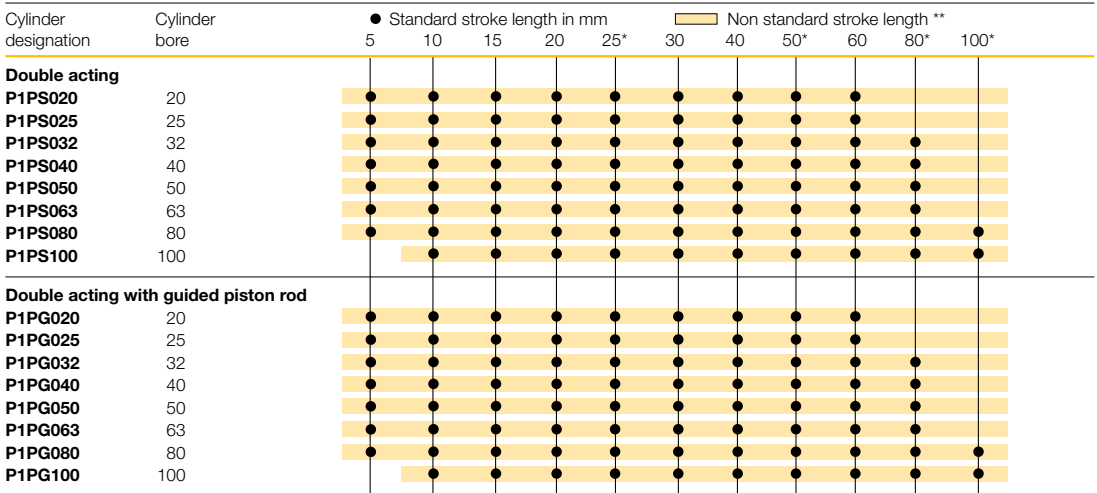 Cylinder Cylinder ● Standard stroke length in mm Non standard stroke length **
designation bore 5 10 15 20 25* 30 40 50* 60 80* 100*
Double acting
P1PS020 20
P1PS025 25
P1PS032 32
P1PS040 40
P1PS050 50
P1PS063 63
P1PS080 80
P1PS100 100
Double acting with guided piston rod
P1PG020 20
P1PG025 25
P1PG032 32
P1PG040 40
P1PG050 50
P1PG063 63
P1PG080 80
P1PG100 100